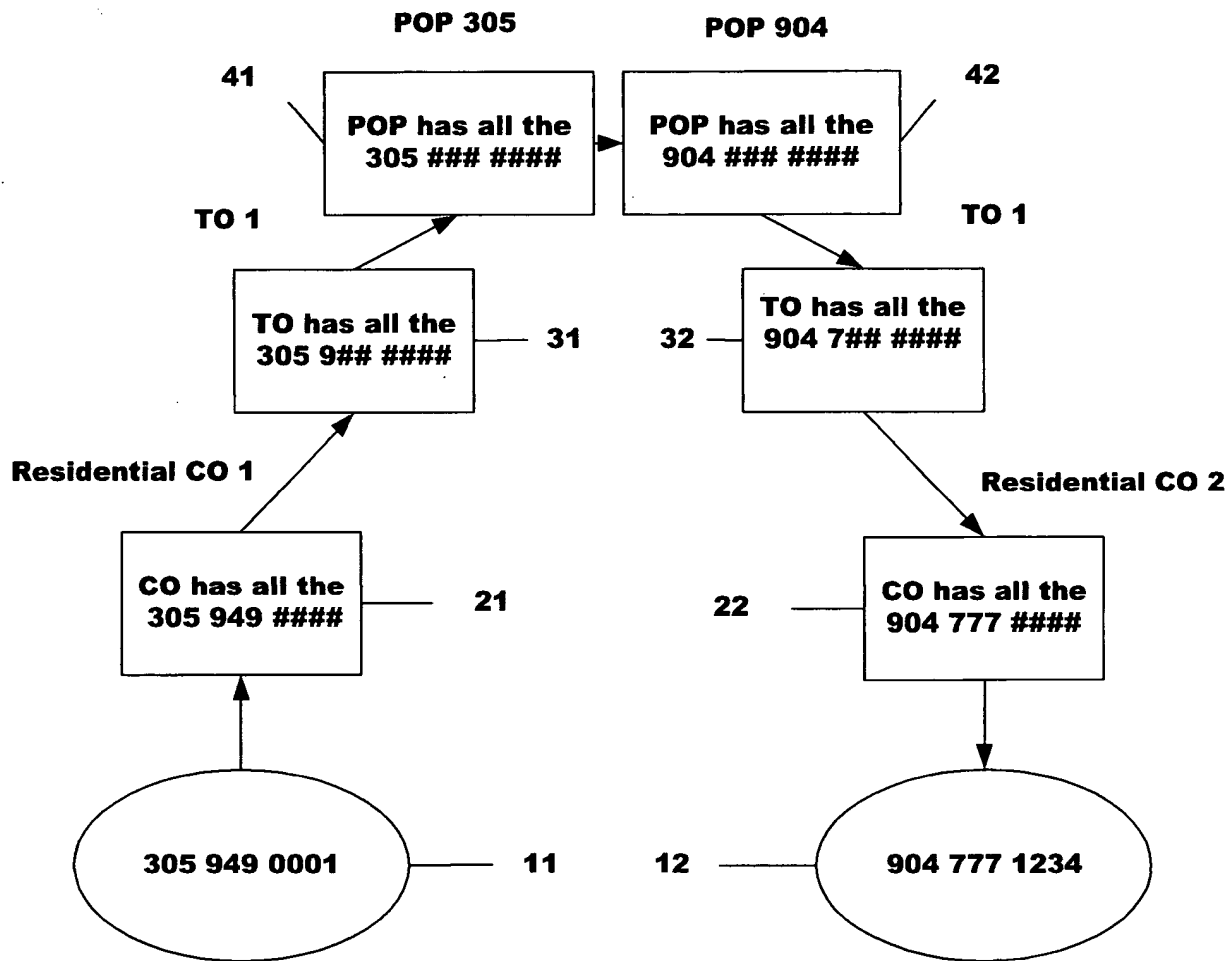 POP 305
POP 904
41
42
POP has all the
305 ### ####
POP has all the
904 ### ####
TO 1
TO 1
TO has all the
305 9## ####
31
32
TO has all the
904 7## ####
Residential CO 1
Residential CO 2
CO has all the
305 949 ####
21
22
CO has all the
904 777 ####
305 949 0001
11
12
904 777 1234